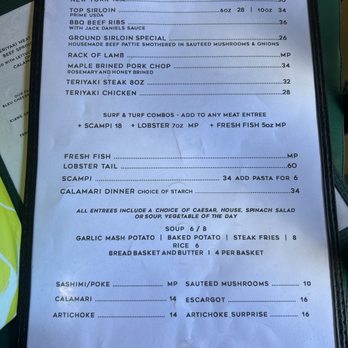 NEW YORK
TOP SIRLOIN 6oz 28 | 10oz 34
PRIME USDA
BBQ BEEF RIBS 36
WITH JACK DANIELS SAUCE
GROUND SIRLOIN SPECIAL 26
HOUSEMADE BEEF PATTIE SMOTHERED IN SAUTEED MUSHROOMS & ONIONS
RACK OF LAMB MP
MAPLE BRINED PORK CHOP 34
ROSEMARY AND HONEY BRINED
TERIYAKI STEAK 8OZ 32
TERIYAKI CHICKEN 28
SURF & TURF COMBOS - ADD TO ANY MEAT ENTREE
+ SCAMPI 18 + LOBSTER 7oz MP + FRESH FISH 5oz MP
FRESH FISH MP
LOBSTER TAIL 60
SCAMPI 34 ADD PASTA FOR 6
CALAMARI DINNER CHOICE OF STARCH 34
ALL ENTREES INCLUDE A CHOICE OF CAESAR, HOUSE, SPINACH SALAD
OR SOUP, VEGETABLE OF THE DAY
SOUP 6 / 8
GARLIC MASH POTATO | BAKED POTATO | STEAK FRIES | 8
RICE 6
BREAD BASKET AND BUTTER | 4 PER BASKET
SASHIMI/POKE MP SAUTEED MUSHROOMS 10
CALAMARI 14 ESCARGOT 16
ARTICHOKE 14 ARTICHOKE SURPRISE 16